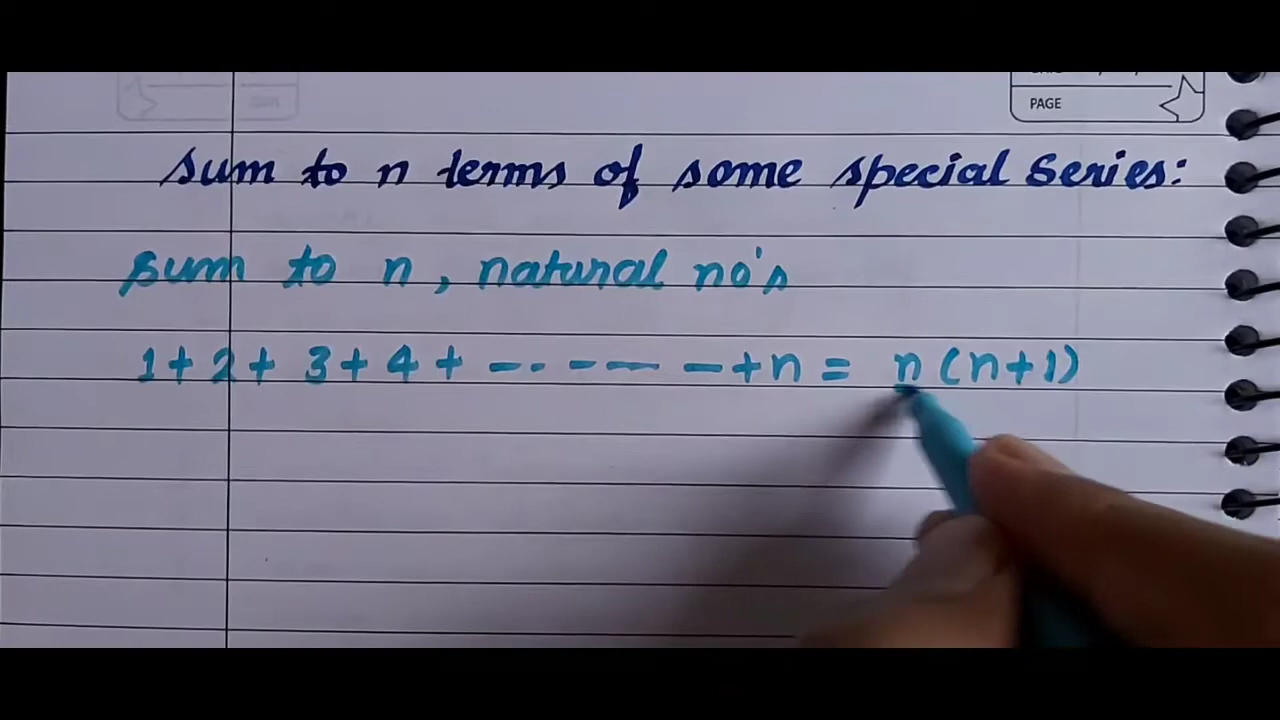 PAGE
sum to n terms of some special series:
sum to n, natural no's
1+2+ 3+4+ -.- -- - +n = n(n+1)